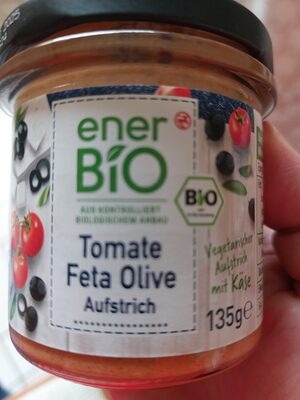 ener
BiO
AUS KONTROLLIERT
BIOLOGISCHEM ANBAU
Bio
Tomate
Feta Olive
Aufstrich
Vegetarischer
Aufstrich
mit Käse
135g e